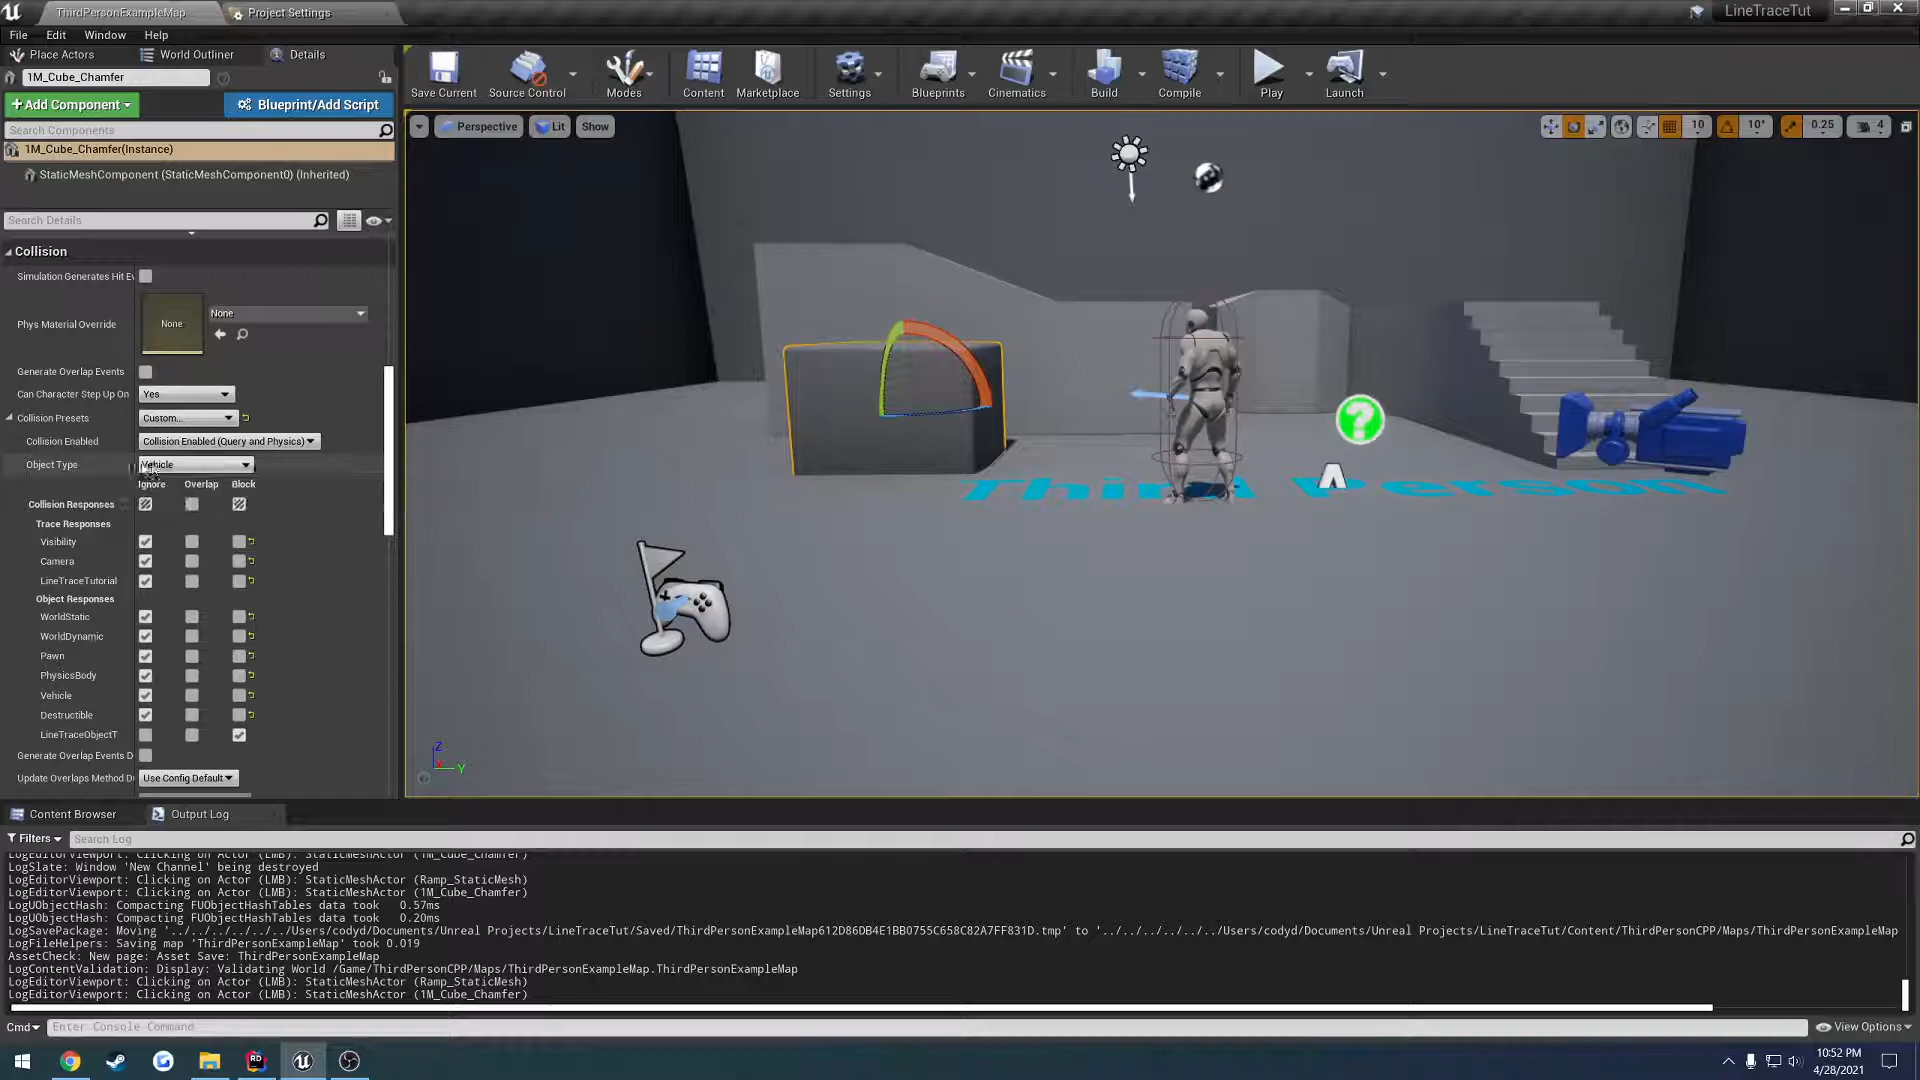 ThirdPersonExampleMap
Project Settings
LineTraceTut
File
Edit
Window
Help
Place Actors
World Outliner
Details
1M_Cube_Chamfer
+Add Component
Blueprint/Add Script
Search Components
1M_Cube_Chamfer(Instance)
StaticMeshComponent (StaticMeshComponent0) (Inherited)
Search Details
Save Current
Source Control
Modes
Content
Marketplace
Settings
Blueprints
Cinematics
Build
Compile
Play
Launch
Perspective
Lit
Show
10
10°
0.25
4
Collision
Simulation Generates Hit Ev
Phys Material Override
None
None
Generate Overlap Events
Can Character Step Up On
Yes
Collision Presets
Custom...
Collision Enabled
Collision Enabled (Query and Physics)
Object Type
Vehicle
Ignore
Overlap
Block
Collision Responses
Trace Responses
Visibility
Camera
LineTraceTutorial
Object Responses
WorldStatic
WorldDynamic
Pawn
PhysicsBody
Vehicle
Destructible
LineTraceObjectT
Generate Overlap Events D
Update Overlaps Method D
Use Config Default
Third Person
Z
X
Y
Content Browser
Output Log
Filters
Search Log
LogEditorViewport: Clicking on Actor (LMB): StaticMeshActor (1M_Cube_Chamfer)
LogSlate: Window 'New Channel' being destroyed
LogEditorViewport: Clicking on Actor (LMB): StaticMeshActor (Ramp_StaticMesh)
LogEditorViewport: Clicking on Actor (LMB): StaticMeshActor (1M_Cube_Chamfer)
LogUObjectHash: Compacting FUObjectHashTables data took   0.57ms
LogUObjectHash: Compacting FUObjectHashTables data took   0.20ms
LogSavePackage: Moving '../../../../../../Users/codyd/Documents/Unreal Projects/LineTraceTut/Saved/ThirdPersonExampleMap612D86DB4E1BB0755C658C82A7FF831D.tmp' to '../../../../../../Users/codyd/Documents/Unreal Projects/LineTraceTut/Content/ThirdPersonCPP/Maps/ThirdPersonExampleMap
LogFileHelpers: Saving map 'ThirdPersonExampleMap' took 0.019
AssetCheck: New page: Asset Save: ThirdPersonExampleMap
LogContentValidation: Display: Validating World /Game/ThirdPersonCPP/Maps/ThirdPersonExampleMap.ThirdPersonExampleMap
LogEditorViewport: Clicking on Actor (LMB): StaticMeshActor (Ramp_StaticMesh)
LogEditorViewport: Clicking on Actor (LMB): StaticMeshActor (1M_Cube_Chamfer)
Cmd
Enter Console Command
View Options
10:52 PM
4/28/2021